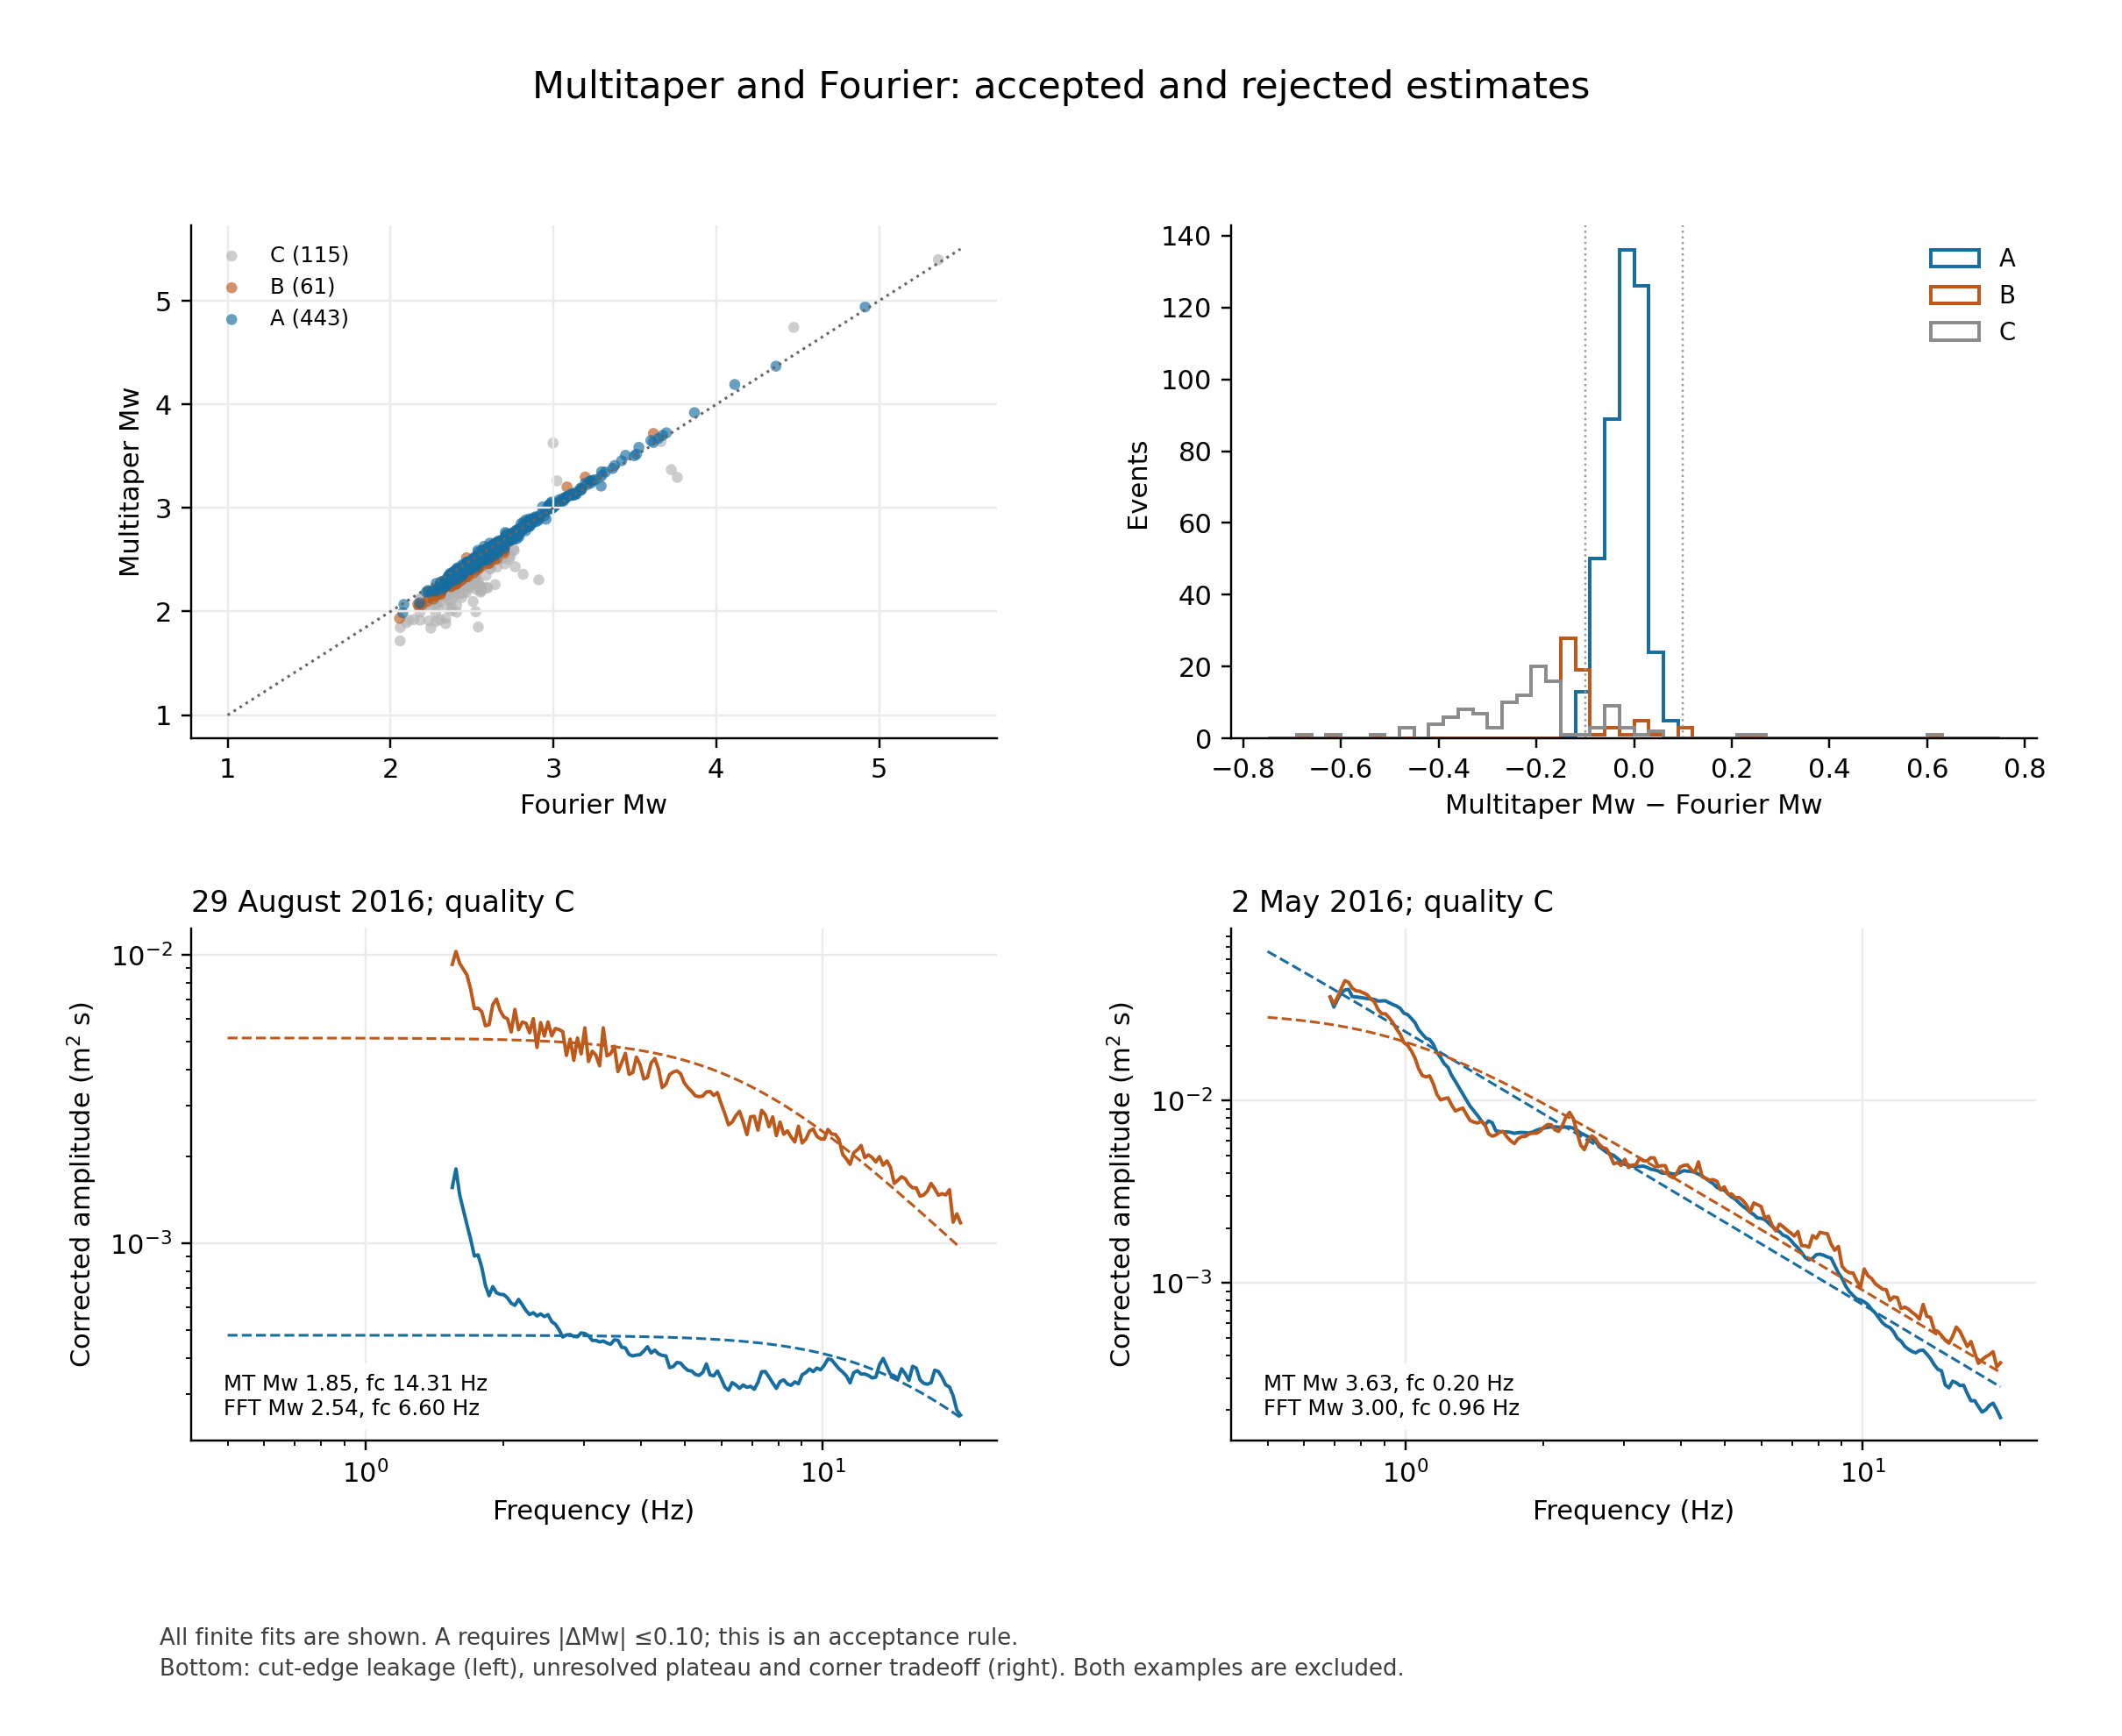 Multitaper and Fourier: accepted and rejected estimates
C (115)
B (61)
A (443)
5
4
3
2
1
Multitaper Mw
1 2 3 4 5
Fourier Mw
A
B
C
140
120
100
80
60
40
20
0
Events
−0.8 −0.6 −0.4 −0.2 0.0 0.2 0.4 0.6 0.8
Multitaper Mw − Fourier Mw
29 August 2016; quality C
10⁻²
10⁻³
Corrected amplitude (m² s)
MT Mw 1.85, fc 14.31 Hz
FFT Mw 2.54, fc 6.60 Hz
10⁰ 10¹
Frequency (Hz)
2 May 2016; quality C
10⁻²
10⁻³
Corrected amplitude (m² s)
MT Mw 3.63, fc 0.20 Hz
FFT Mw 3.00, fc 0.96 Hz
10⁰ 10¹
Frequency (Hz)
All finite fits are shown. A requires |ΔMw| ≤0.10; this is an acceptance rule.
Bottom: cut-edge leakage (left), unresolved plateau and corner tradeoff (right). Both examples are excluded.